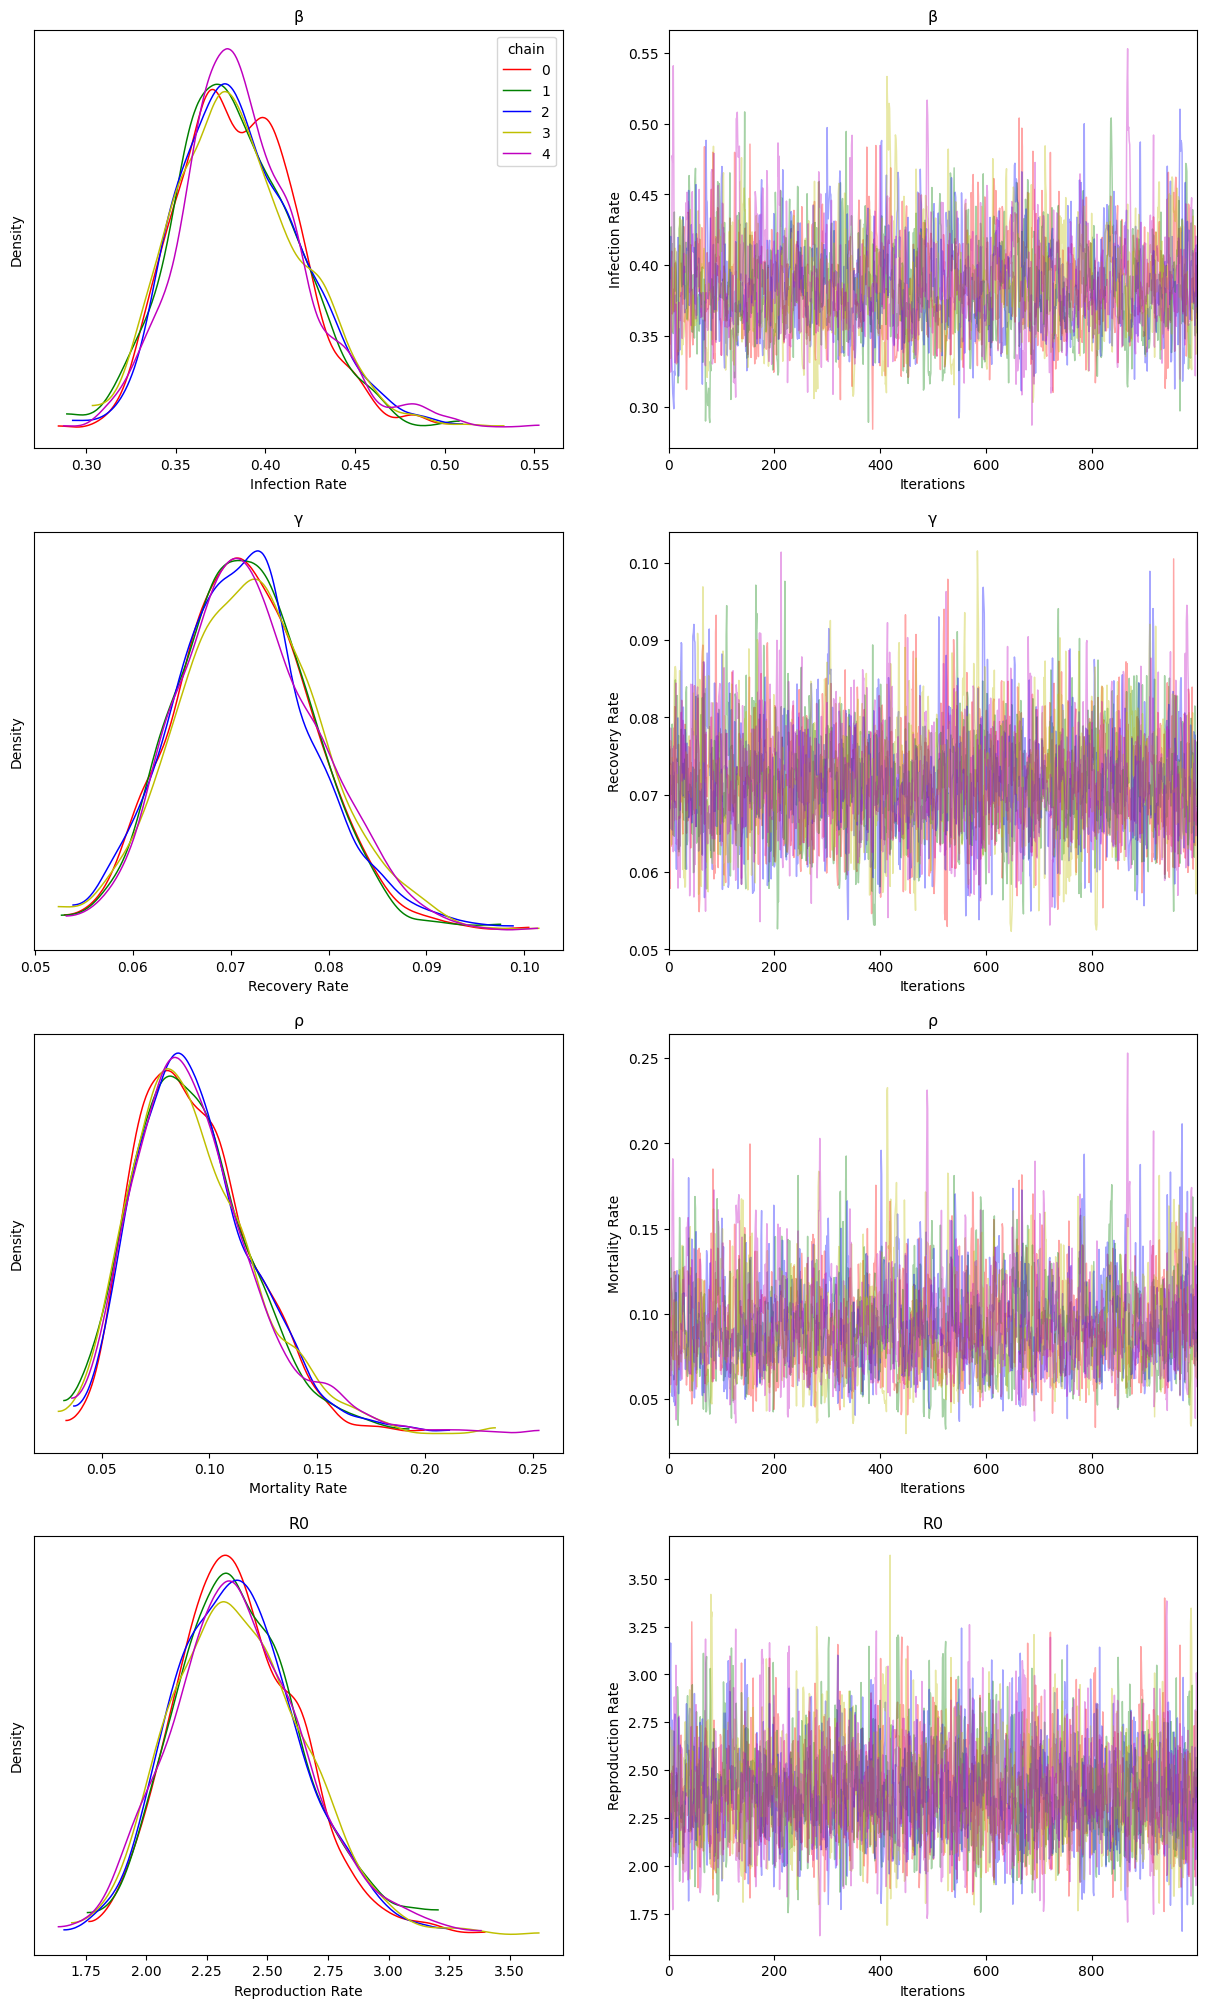 β
Density
chain
0
1
2
3
4
0.30 0.35 0.40 0.45 0.50 0.55
Infection Rate
β
Infection Rate
0.55
0.50
0.45
0.40
0.35
0.30
0 200 400 600 800
Iterations
γ
Density
0.05 0.06 0.07 0.08 0.09 0.10
Recovery Rate
γ
Recovery Rate
0.10
0.09
0.08
0.07
0.06
0.05
0 200 400 600 800
Iterations
ρ
Density
0.05 0.10 0.15 0.20 0.25
Mortality Rate
ρ
Mortality Rate
0.25
0.20
0.15
0.10
0.05
0 200 400 600 800
Iterations
R0
Density
1.75 2.00 2.25 2.50 2.75 3.00 3.25 3.50
Reproduction Rate
R0
Reproduction Rate
3.50
3.25
3.00
2.75
2.50
2.25
2.00
1.75
0 200 400 600 800
Iterations